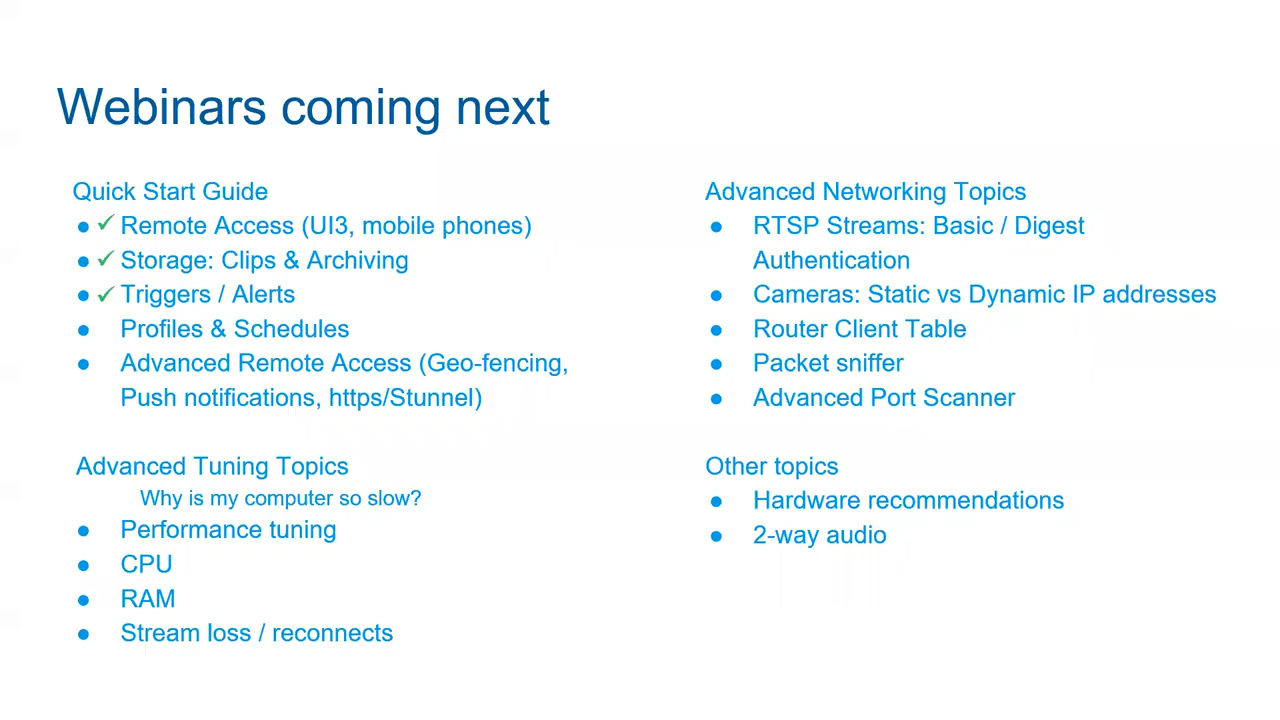 Webinars coming next
Quick Start Guide
● ✓ Remote Access (UI3, mobile phones)
● ✓ Storage: Clips & Archiving
● ✓ Triggers / Alerts
● Profiles & Schedules
● Advanced Remote Access (Geo-fencing,
Push notifications, https/Stunnel)
Advanced Tuning Topics
Why is my computer so slow?
● Performance tuning
● CPU
● RAM
● Stream loss / reconnects
Advanced Networking Topics
● RTSP Streams: Basic / Digest
Authentication
● Cameras: Static vs Dynamic IP addresses
● Router Client Table
● Packet sniffer
● Advanced Port Scanner
Other topics
● Hardware recommendations
● 2-way audio